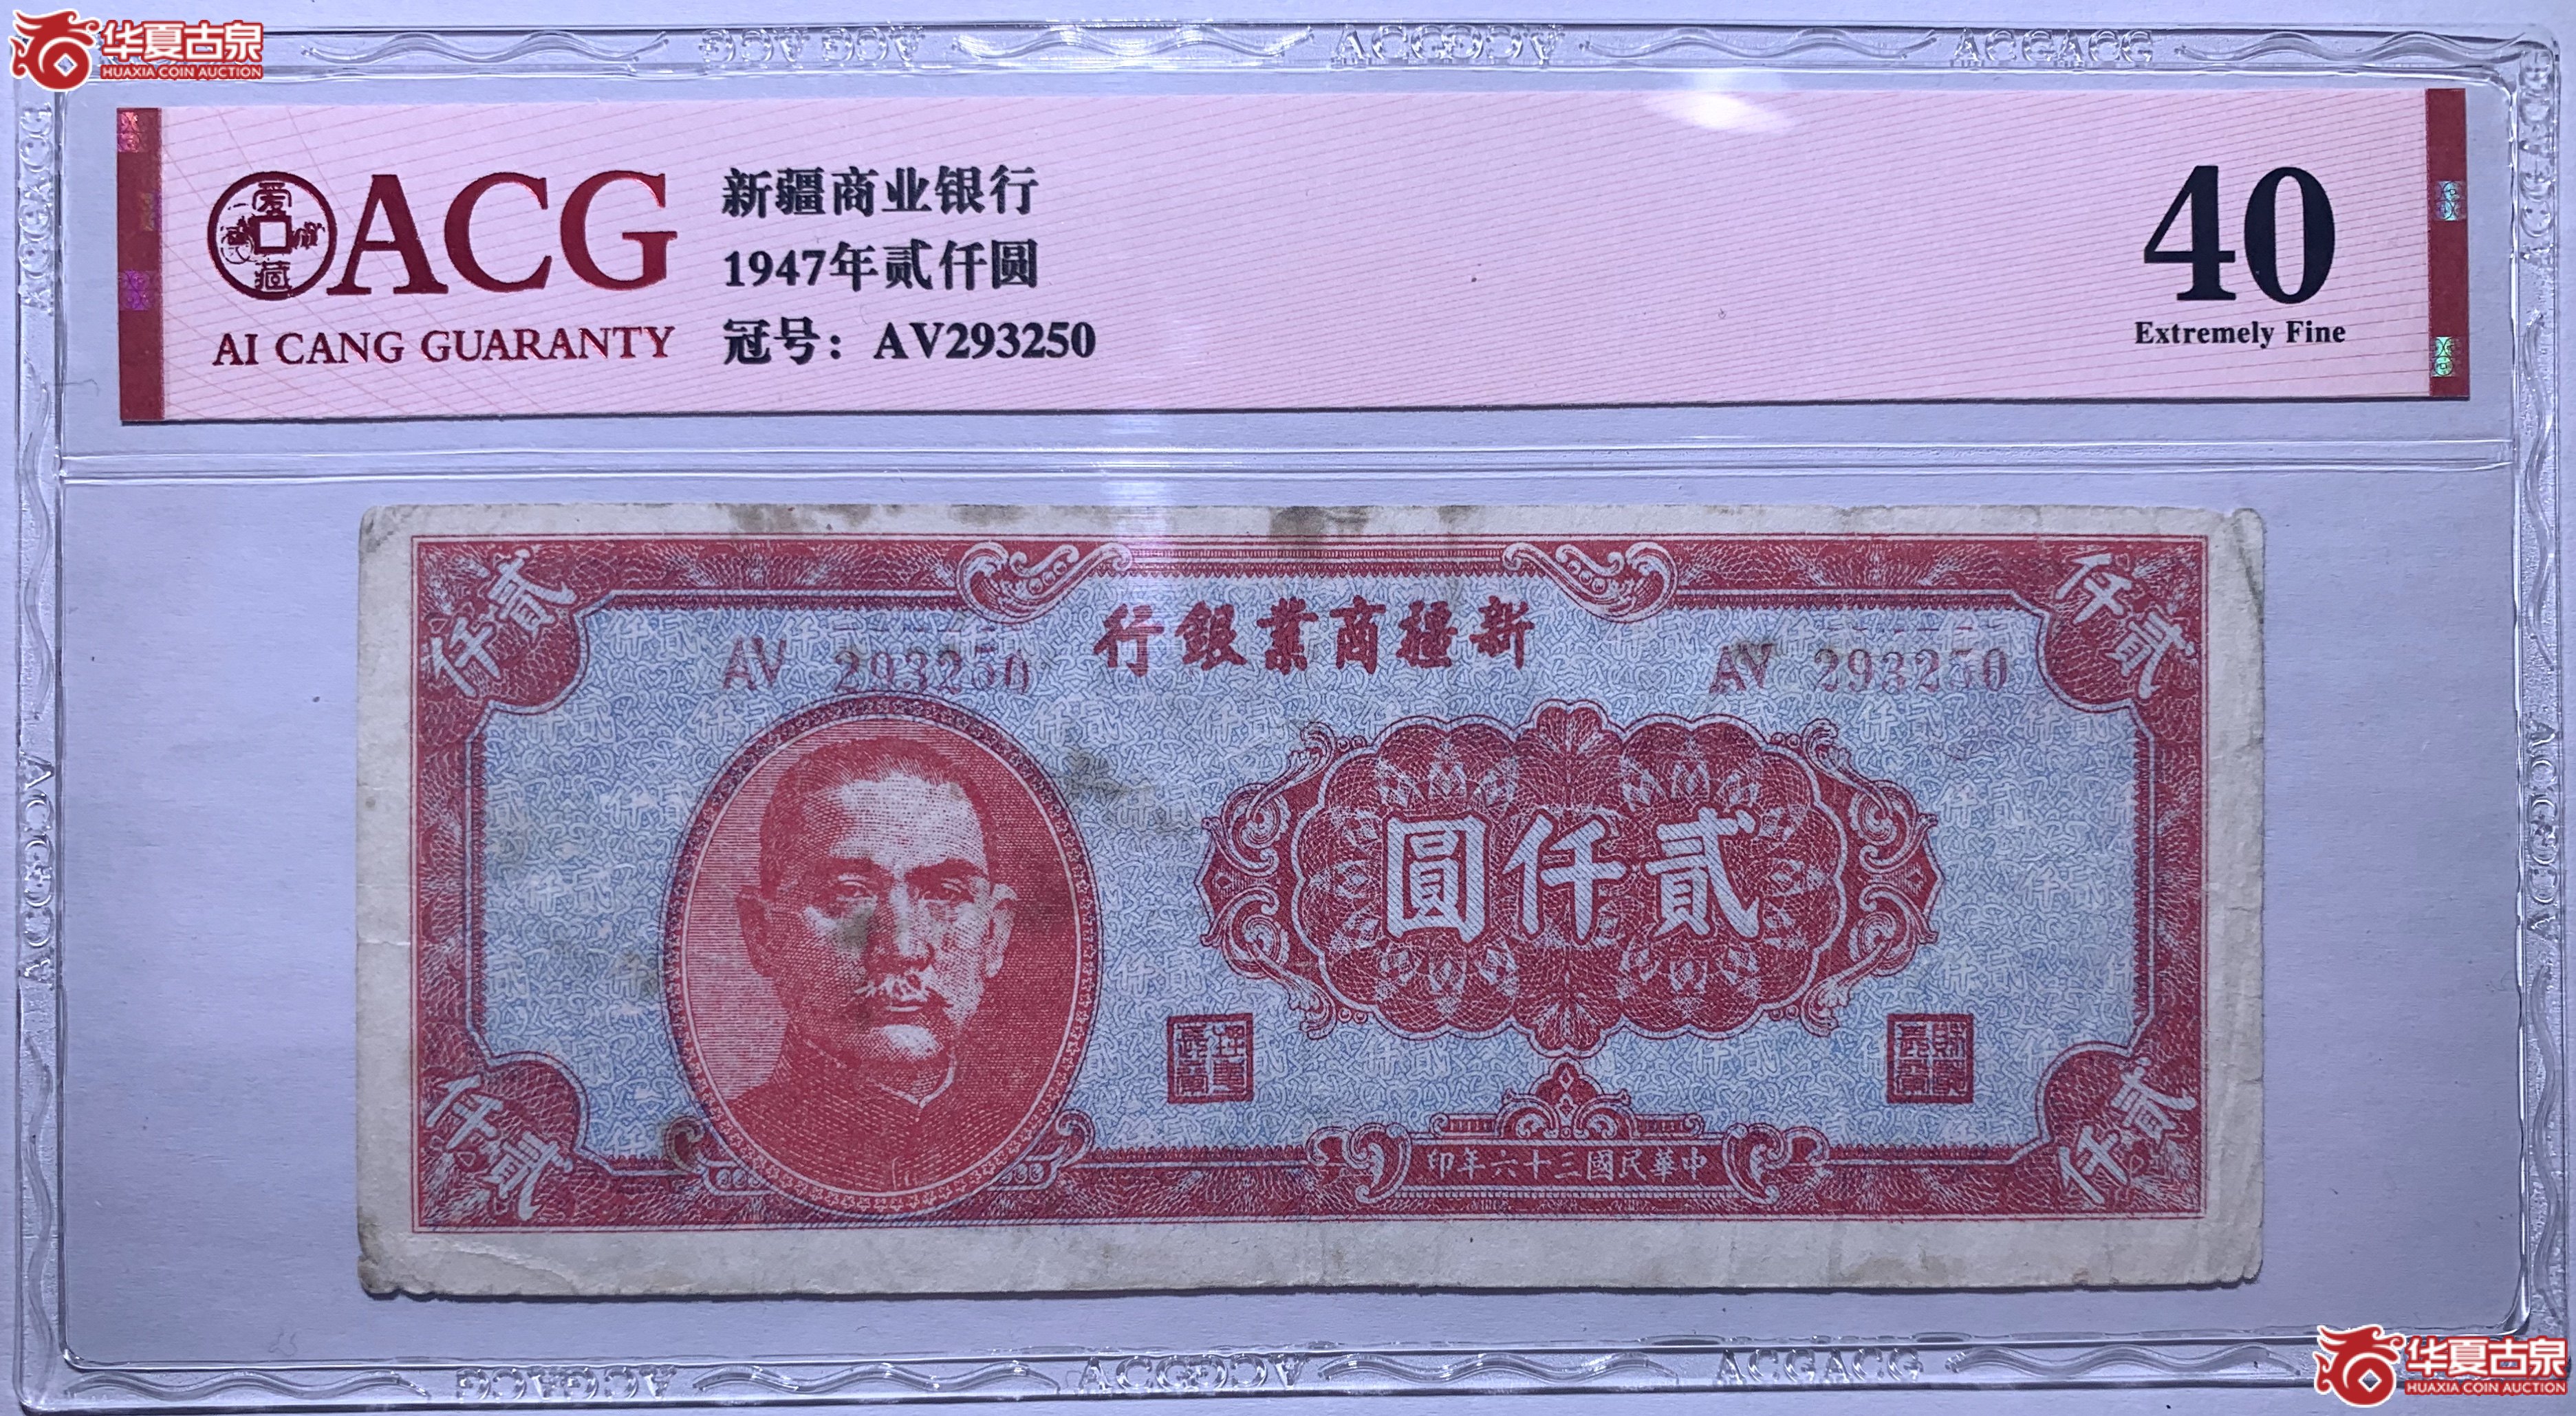 华夏古泉
HUAXIA COIN AUCTION
ACG
AI CANG GUARANTY
新疆商业银行
1947年贰仟圆
冠号：AV293250
40
Extremely Fine
貳仟
貳仟
新疆商業銀行
AV 293250
AV 293250
貳仟圓
中華民國三十六年印
貳仟
貳仟
ACGACG
华夏古泉
HUAXIA COIN AUCTION